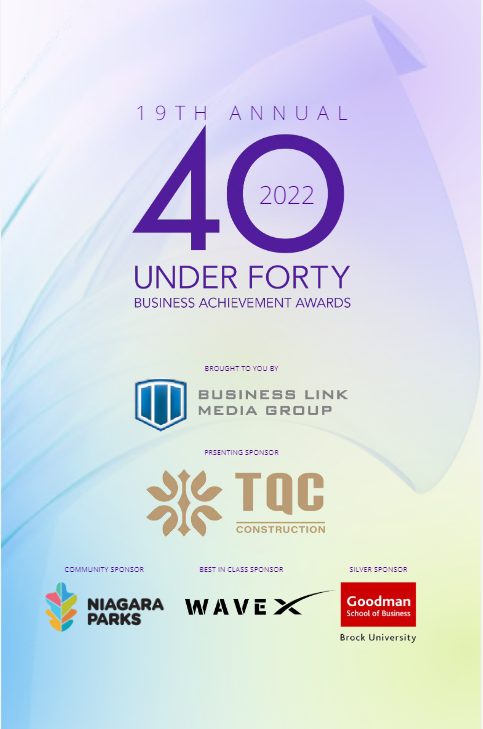 19TH ANNUAL
40
2022
UNDER FORTY
BUSINESS ACHIEVEMENT AWARDS
BROUGHT TO YOU BY
BUSINESS LINK
MEDIA GROUP
PRSENTING SPONSOR
TQC
CONSTRUCTION
COMMUNITY SPONSOR
BEST IN CLASS SPONSOR
SILVER SPONSOR
NIAGARA
PARKS
WAVEX
Goodman
School of Business
Brock University